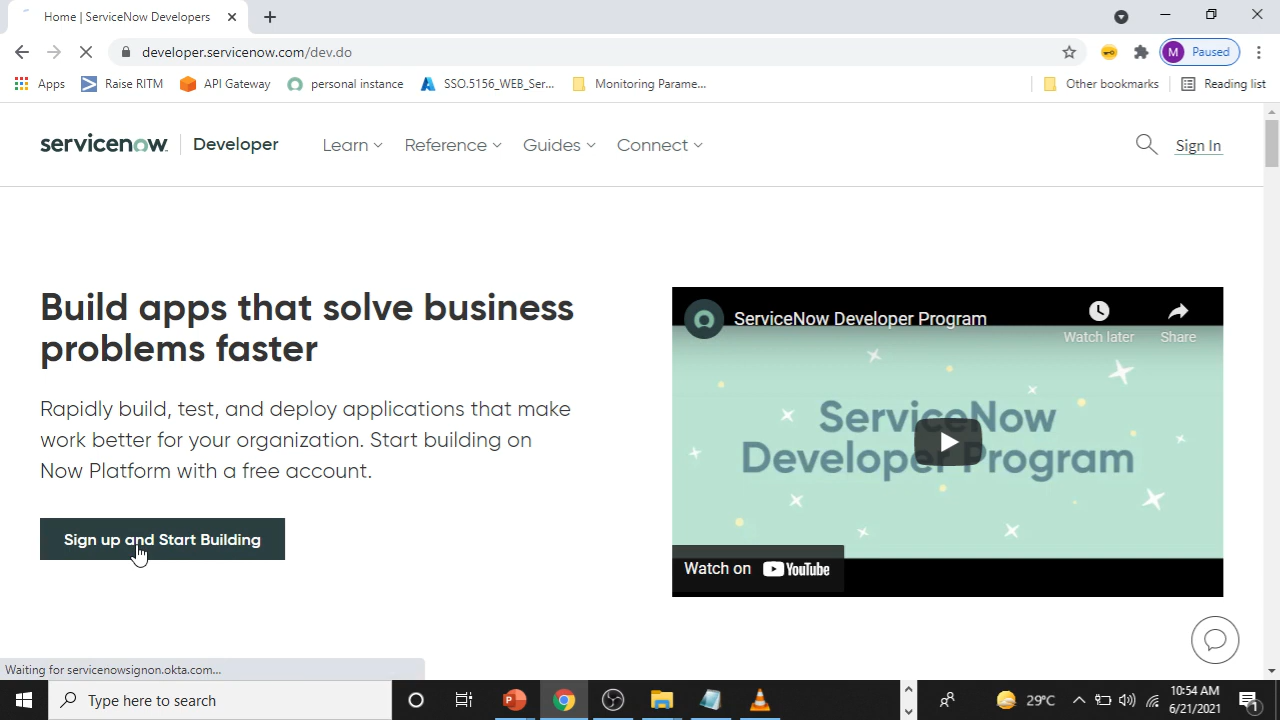 Home | ServiceNow Developers
developer.servicenow.com/dev.do
M Paused
Apps Raise RITM API Gateway personal instance SSO.5156_WEB_Ser... Monitoring Parame... Other bookmarks Reading list
servicenow Developer Learn Reference Guides Connect Sign In
Build apps that solve business
problems faster
Rapidly build, test, and deploy applications that make
work better for your organization. Start building on
Now Platform with a free account.
Sign up and Start Building
ServiceNow Developer Program
Watch later Share
ServiceNow
Developer Program
Watch on YouTube
Waiting for servicenowsignon.okta.com...
Type here to search
29°C
10:54 AM
6/21/2021
1